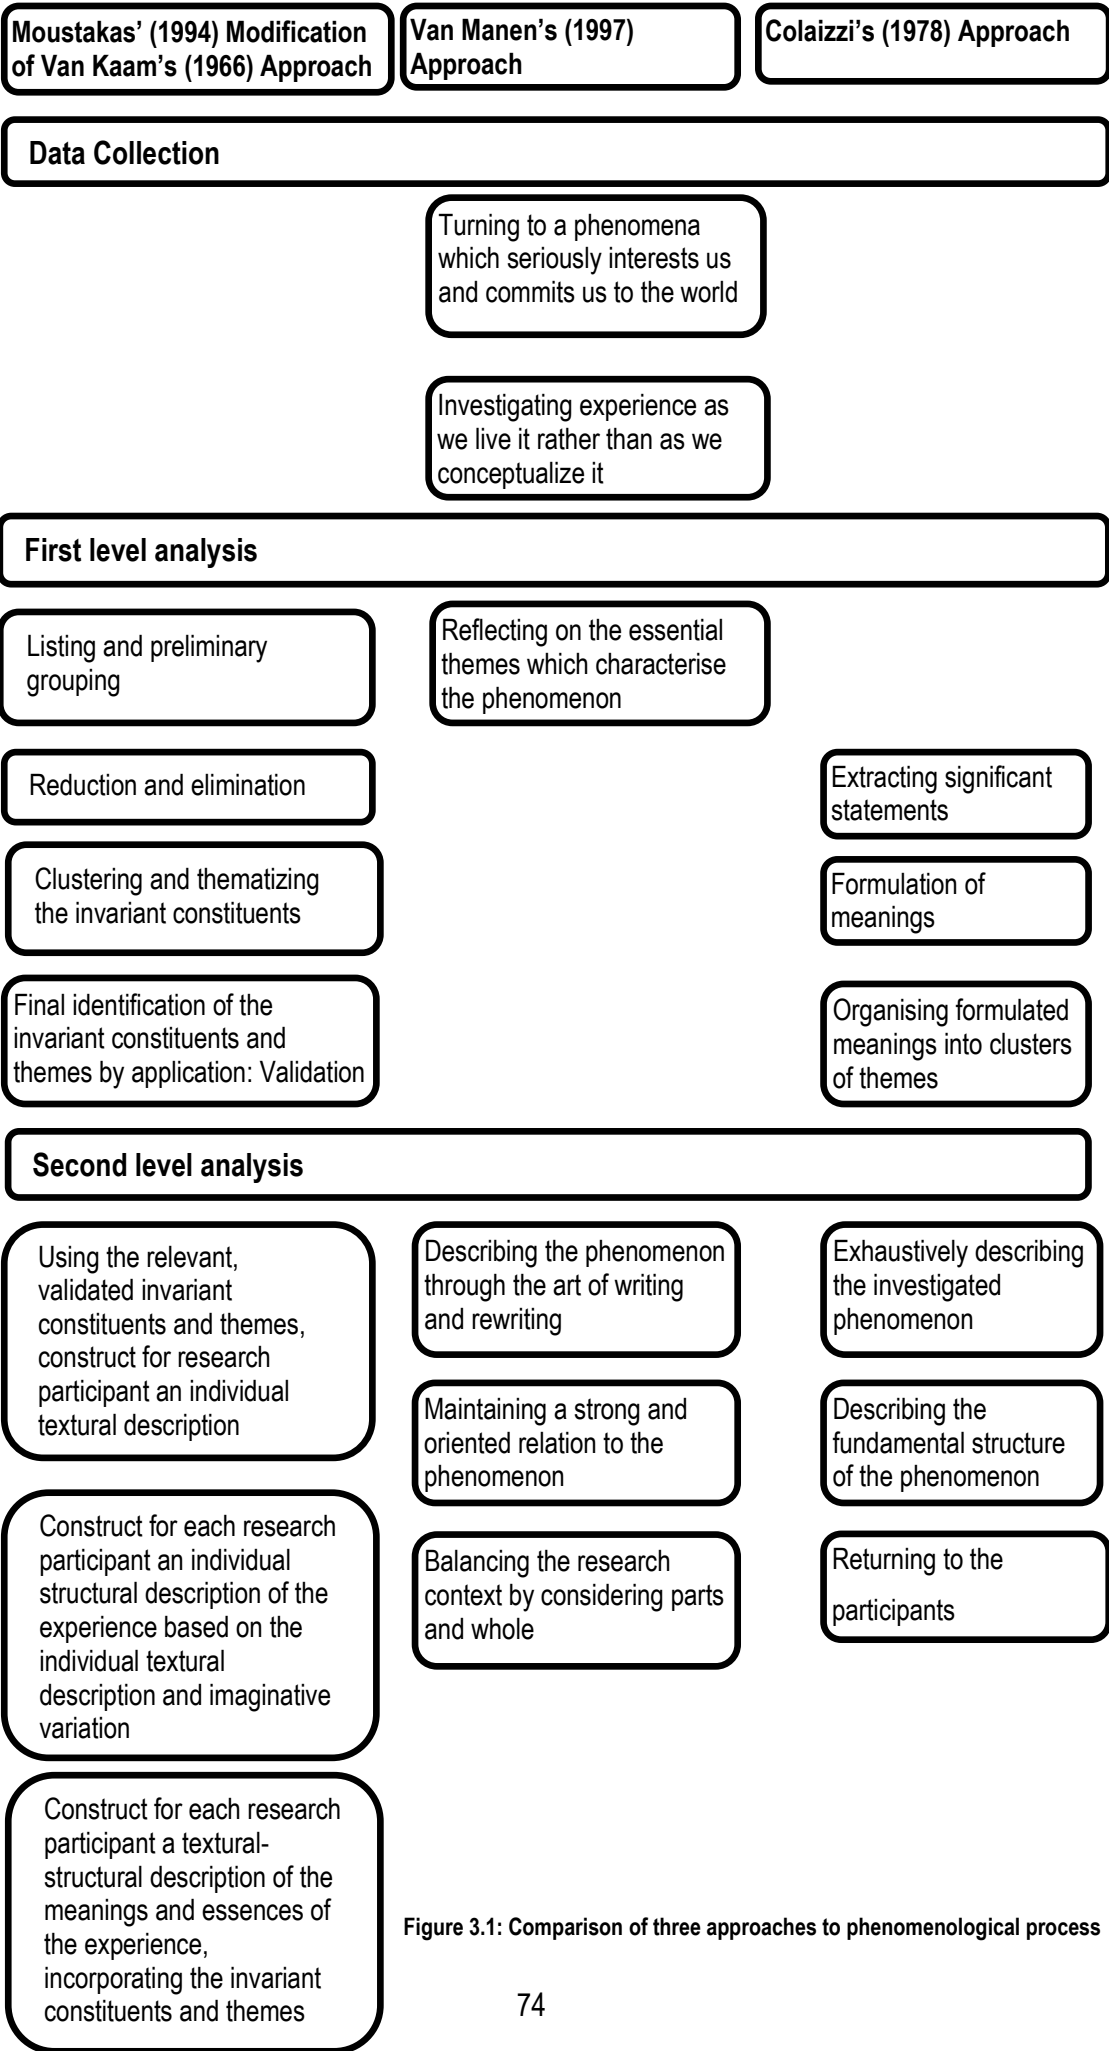 Moustakas’ (1994) Modification
of Van Kaam’s (1966) Approach
Van Manen’s (1997)
Approach
Colaizzi’s (1978) Approach
Data Collection
Turning to a phenomena
which seriously interests us
and commits us to the world
Investigating experience as
we live it rather than as we
conceptualize it
First level analysis
Listing and preliminary
grouping
Reflecting on the essential
themes which characterise
the phenomenon
Reduction and elimination
Extracting significant
statements
Clustering and thematizing
the invariant constituents
Formulation of
meanings
Final identification of the
invariant constituents and
themes by application: Validation
Organising formulated
meanings into clusters
of themes
Second level analysis
Using the relevant,
validated invariant
constituents and themes,
construct for research
participant an individual
textural description
Describing the phenomenon
through the art of writing
and rewriting
Exhaustively describing
the investigated
phenomenon
Maintaining a strong and
oriented relation to the
phenomenon
Describing the
fundamental structure
of the phenomenon
Construct for each research
participant an individual
structural description of the
experience based on the
individual textural
description and imaginative
variation
Balancing the research
context by considering parts
and whole
Returning to the
participants
Construct for each research
participant a textural-
structural description of the
meanings and essences of
the experience,
incorporating the invariant
constituents and themes
Figure 3.1: Comparison of three approaches to phenomenological process
74